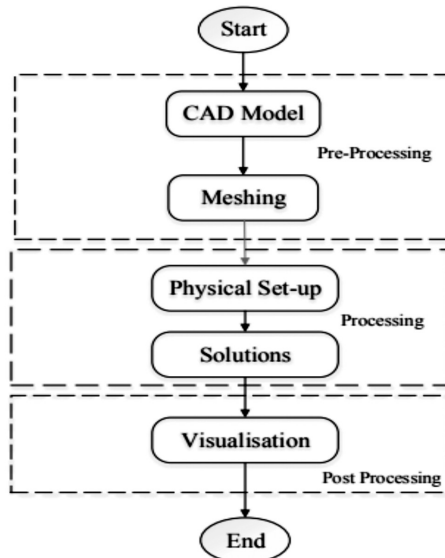 Start
CAD Model
Pre-Processing
Meshing
Physical Set-up
Processing
Solutions
Visualisation
Post Processing
End